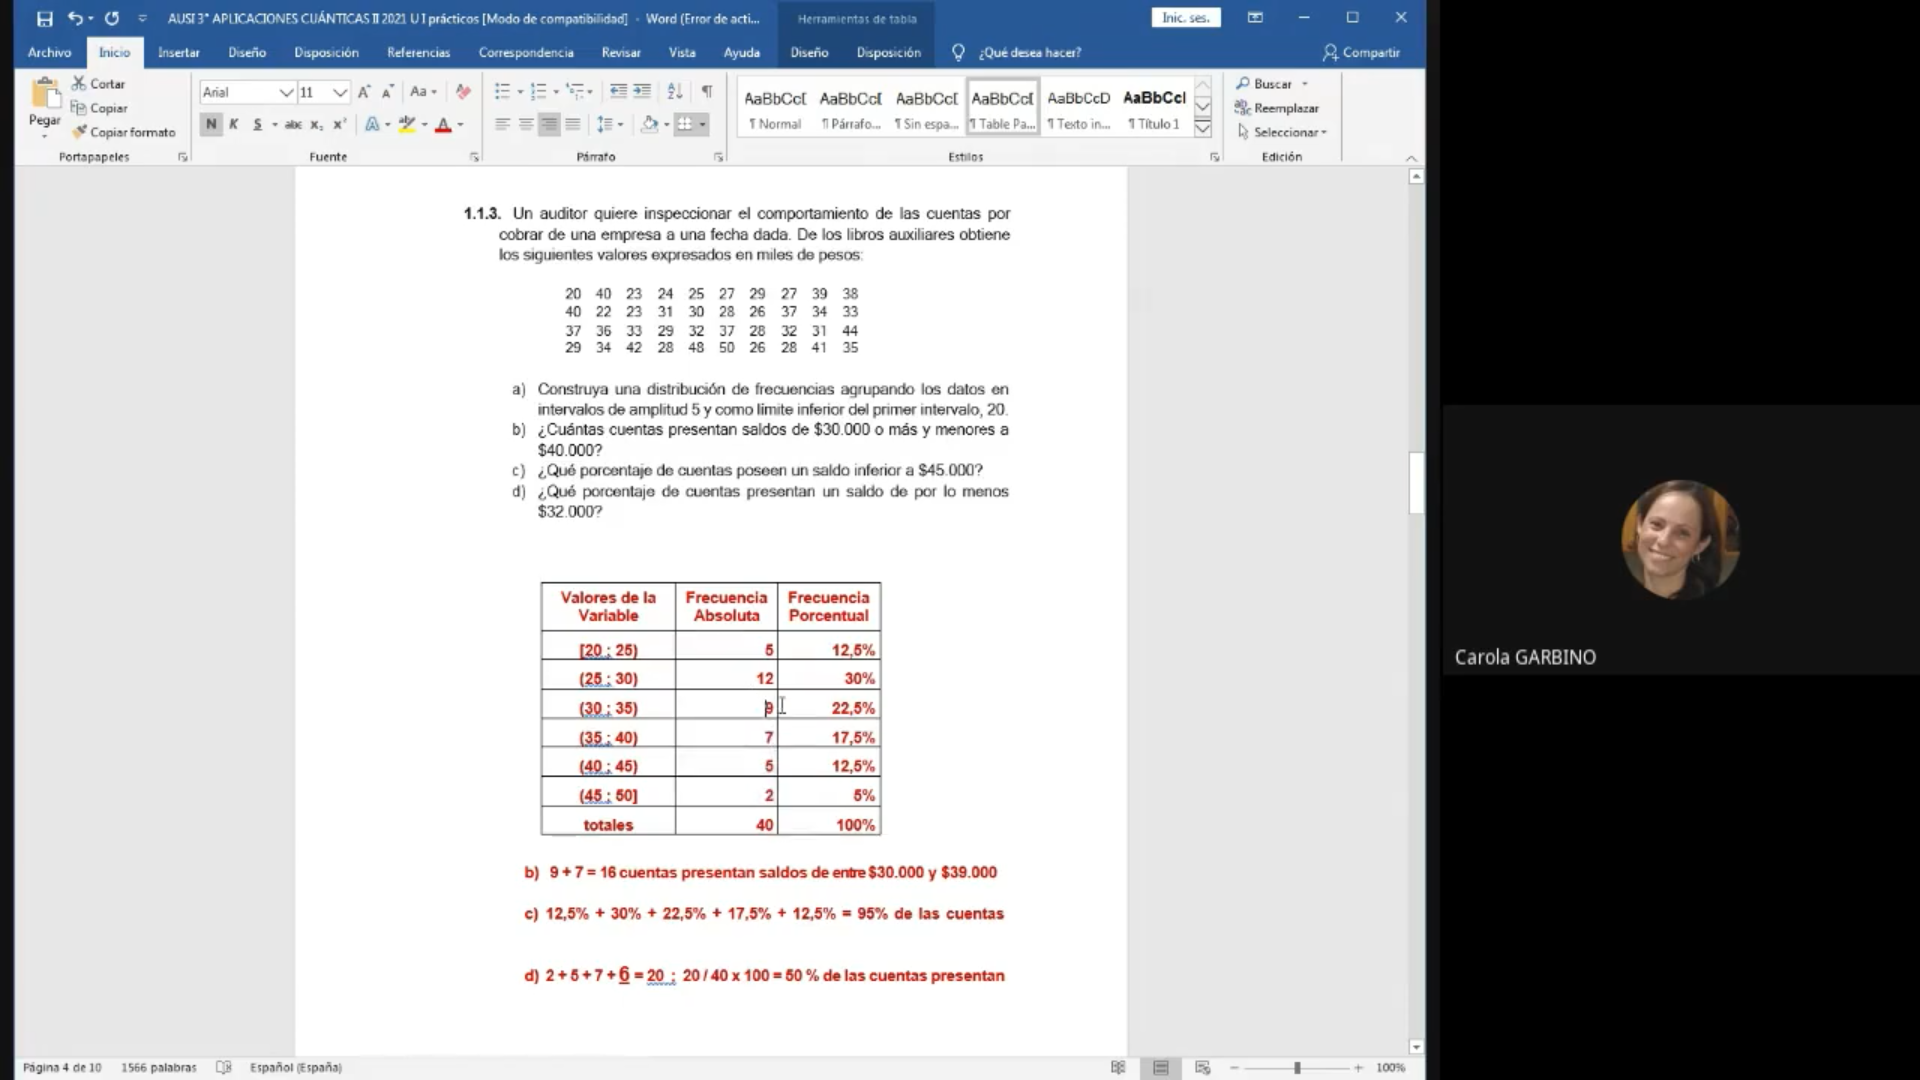 AUSI 3° APLICACIONES CUÁNTICAS II 2021 U I prácticos [Modo de compatibilidad] - Word (Error de acti...
Herramientas de tabla
Inic. ses.
Archivo Inicio Insertar Diseño Disposición Referencias Correspondencia Revisar Vista Ayuda Diseño Disposición ¿Qué desea hacer? Compartir
Pegar
Cortar
Copiar
Copiar formato
Portapapeles
Arial 11
N K S abc x₂ x²
Fuente
Párrafo
AaBbCcI AaBbCcI AaBbCcI AaBbCcI AaBbCcD AaBbCcI
¶ Normal ¶ Párrafo... ¶ Sin espa... ¶ Table Pa... ¶ Texto in... ¶ Título 1
Estilos
Buscar
Reemplazar
Seleccionar
Edición
1.1.3. Un auditor quiere inspeccionar el comportamiento de las cuentas por
cobrar de una empresa a una fecha dada. De los libros auxiliares obtiene
los siguientes valores expresados en miles de pesos:
20 40 23 24 25 27 29 27 39 38
40 22 23 31 30 28 26 37 34 33
37 36 33 29 32 37 28 32 31 44
29 34 42 28 48 50 26 28 41 35
a) Construya una distribución de frecuencias agrupando los datos en
intervalos de amplitud 5 y como límite inferior del primer intervalo, 20.
b) ¿Cuántas cuentas presentan saldos de $30.000 o más y menores a
$40.000?
c) ¿Qué porcentaje de cuentas poseen un saldo inferior a $45.000?
d) ¿Qué porcentaje de cuentas presentan un saldo de por lo menos
$32.000?
Valores de la Variable Frecuencia Absoluta Frecuencia Porcentual
[20 ; 25) 5 12,5%
(25 ; 30) 12 30%
(30 ; 35) 9 22,5%
(35 ; 40) 7 17,5%
(40 ; 45) 5 12,5%
(45 ; 50] 2 5%
totales 40 100%
b) 9 + 7 = 16 cuentas presentan saldos de entre $30.000 y $39.000
c) 12,5% + 30% + 22,5% + 17,5% + 12,5% = 95% de las cuentas
d) 2 + 5 + 7 + 6 = 20 ; 20 / 40 x 100 = 50 % de las cuentas presentan
Carola GARBINO
Página 4 de 10 1566 palabras Español (España) 100%